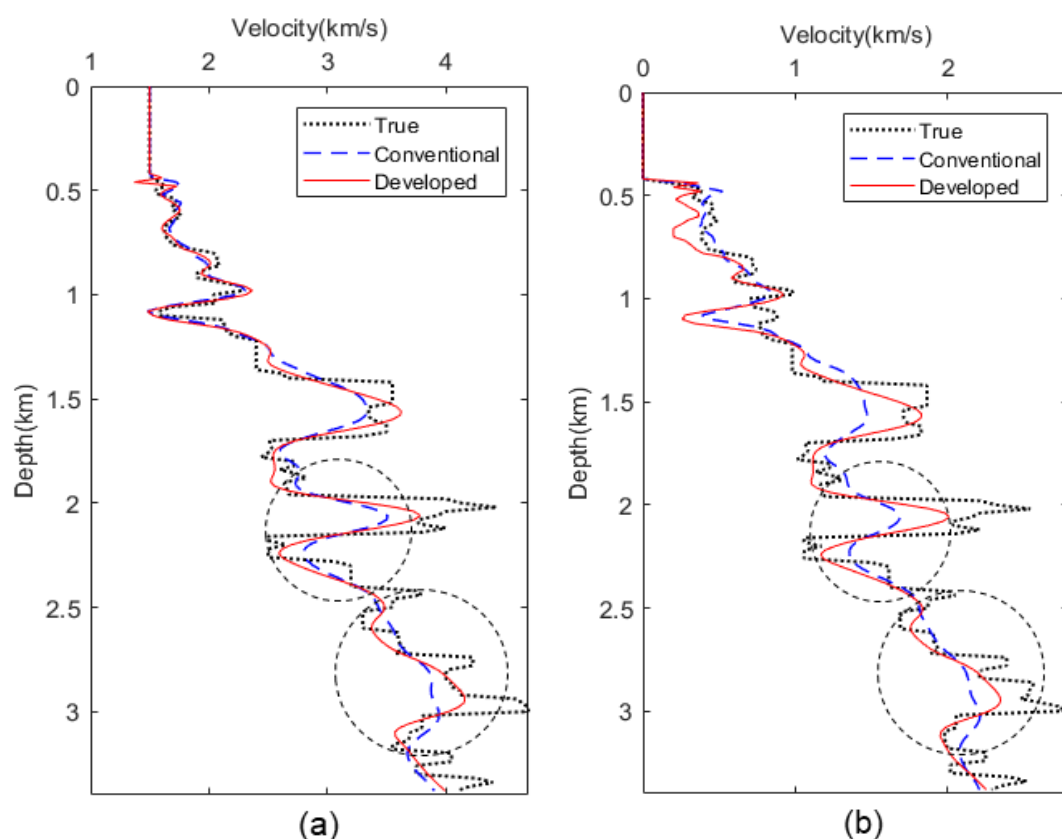 Velocity(km/s)
1 2 3 4
0
0.5
1
1.5
2
2.5
3
Depth(km)
True
Conventional
Developed
(a)
Velocity(km/s)
0 1 2
0
0.5
1
1.5
2
2.5
3
Depth(km)
True
Conventional
Developed
(b)